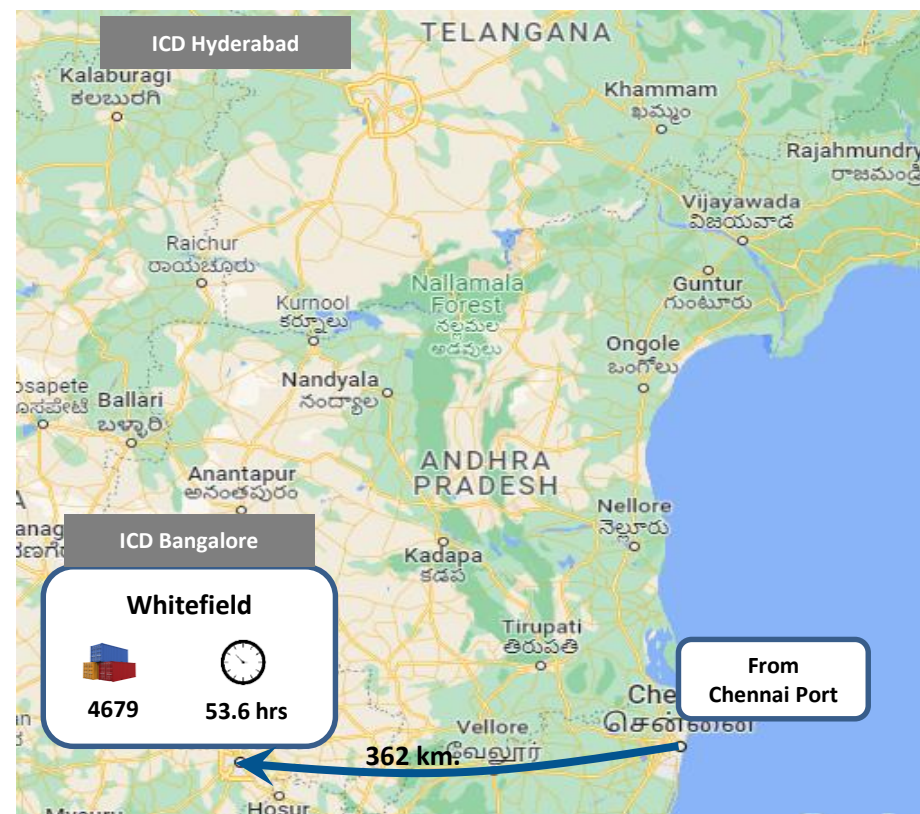 ICD Hyderabad
TELANGANA
Kalaburagi
ಕಲಬುರಗಿ
Khammam
ఖమ్మం
Rajahmundry
Vijayawada
విజయవాడ
Raichur
ರಾಯಚೂರು
Guntur
గుంటూరు
Nallamala
Forest
నల్లమల
అడవులు
Kurnool
కర్నూలు
Ongole
ఒంగోలు
Nandyala
నంద్యాల
Ballari
ಬಳ್ಳಾರಿ
ANDHRA
PRADESH
Anantapur
అనంతపురం
Nellore
నెల్లూరు
ICD Bangalore
Kadapa
కడప
Whitefield
4679
53.6 hrs
Tirupati
తిరుపతి
From
Chennai Port
சென்னை
Vellore
வேலூர்
362 km.
Hosur